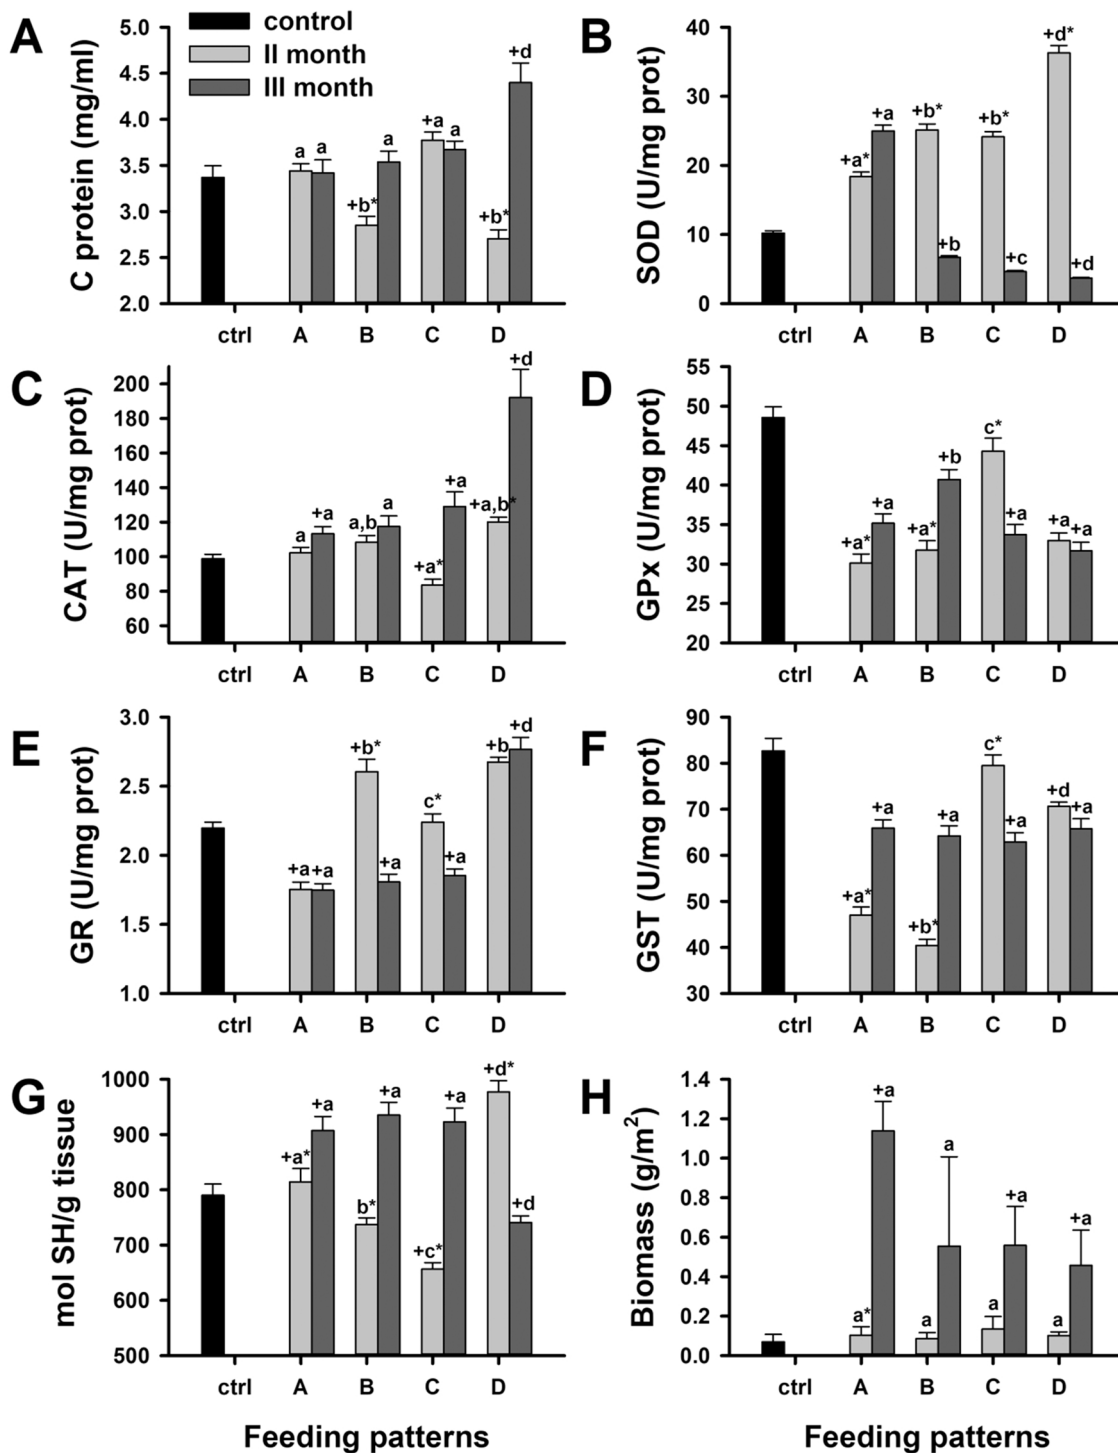 A
control
II month
III month
C protein (mg/ml)
5.0
4.5
4.0
3.5
3.0
2.5
2.0
a
a
+b*
a
+a
a
+b*
+d
ctrl A B C D
B
SOD (U/mg prot)
40
30
20
10
0
+a*
+a
+b*
+b
+b*
+c
+d*
+d
ctrl A B C D
C
CAT (U/mg prot)
200
180
160
140
120
100
80
60
a
+a
a,b
a
+a*
+a
+a,b*
+d
ctrl A B C D
D
GPx (U/mg prot)
55
50
45
40
35
30
25
20
+a*
+a
+a*
+b
c*
+a
+a
+a
ctrl A B C D
E
GR (U/mg prot)
3.0
2.5
2.0
1.5
1.0
+a
+a
+b*
+a
c*
+a
+b
+d
ctrl A B C D
F
GST (U/mg prot)
90
80
70
60
50
40
30
+a*
+a
+b*
+a
c*
+a
+d
+a
ctrl A B C D
G
mol SH/g tissue
1000
900
800
700
600
500
+a*
+a
b*
+a
+c*
+a
+d*
+d
ctrl A B C D
Feeding patterns
H
Biomass (g/m²)
1.4
1.2
1.0
0.8
0.6
0.4
0.2
0.0
a*
+a
a
a
a
+a
a
+a
ctrl A B C D
Feeding patterns